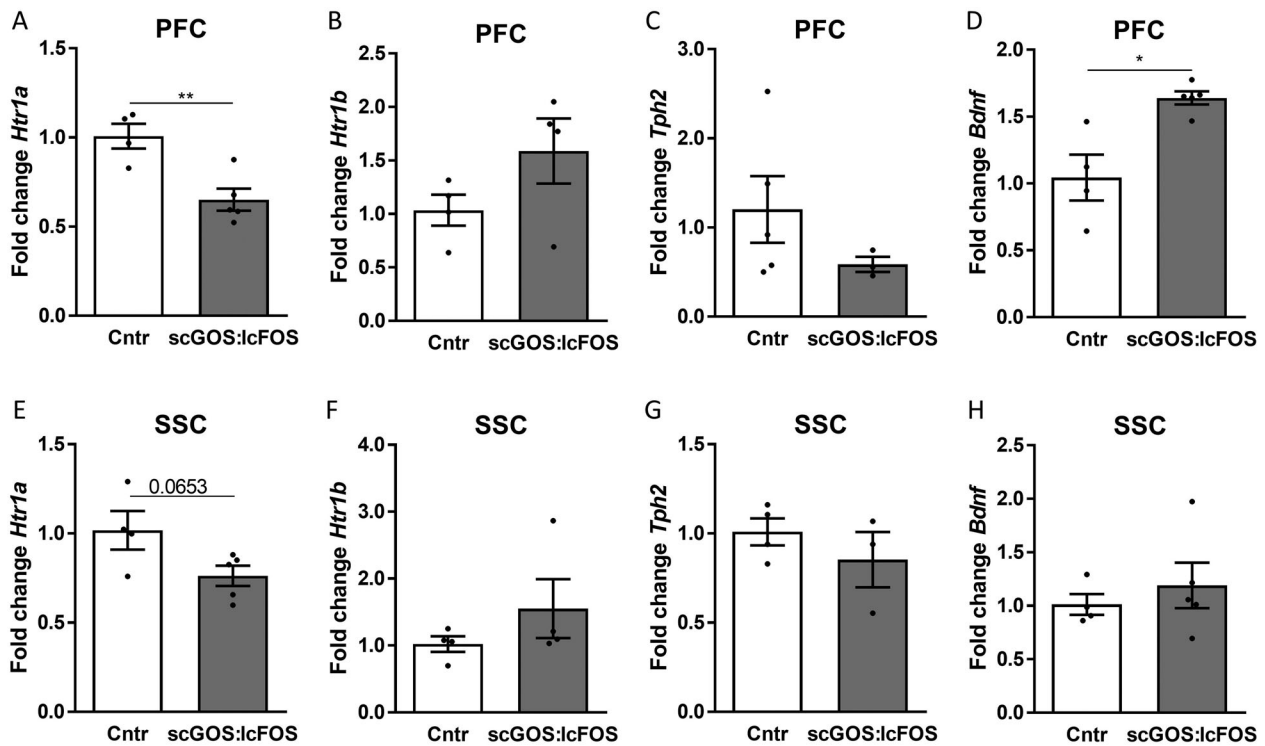 A
PFC
Fold change Htr1a
1.5
1.0
0.5
0.0
**
Cntr scGOS:lcFOS
B
PFC
Fold change Htr1b
2.5
2.0
1.5
1.0
0.5
0.0
Cntr scGOS:lcFOS
C
PFC
Fold change Tph2
3.0
2.0
1.0
0.0
Cntr scGOS:lcFOS
D
PFC
Fold change Bdnf
2.0
1.5
1.0
0.5
0.0
*
Cntr scGOS:lcFOS
E
SSC
Fold change Htr1a
1.5
1.0
0.5
0.0
0.0653
Cntr scGOS:lcFOS
F
SSC
Fold change Htr1b
4.0
3.0
2.0
1.0
0.0
Cntr scGOS:lcFOS
G
SSC
Fold change Tph2
1.5
1.0
0.5
0.0
Cntr scGOS:lcFOS
H
SSC
Fold change Bdnf
2.5
2.0
1.5
1.0
0.5
0.0
Cntr scGOS:lcFOS